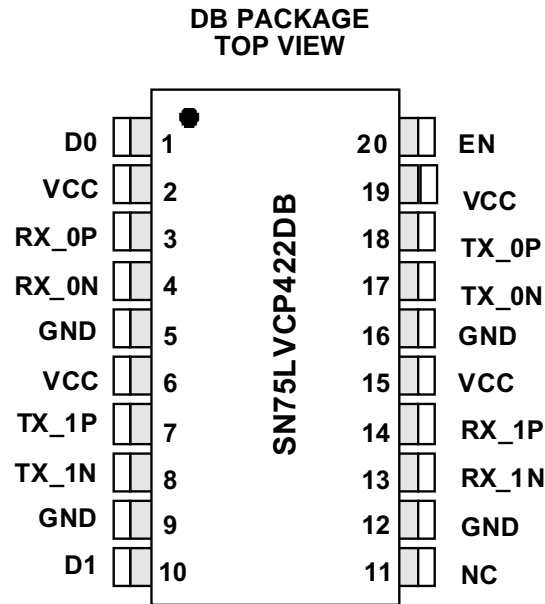 DB PACKAGE
TOP VIEW
D0 1 20 EN
VCC 2 19 VCC
RX_0P 3 18 TX_0P
RX_0N 4 17 TX_0N
GND 5 16 GND
VCC 6 15 VCC
TX_1P 7 14 RX_1P
TX_1N 8 13 RX_1N
GND 9 12 GND
D1 10 11 NC
SN75LVCP422DB